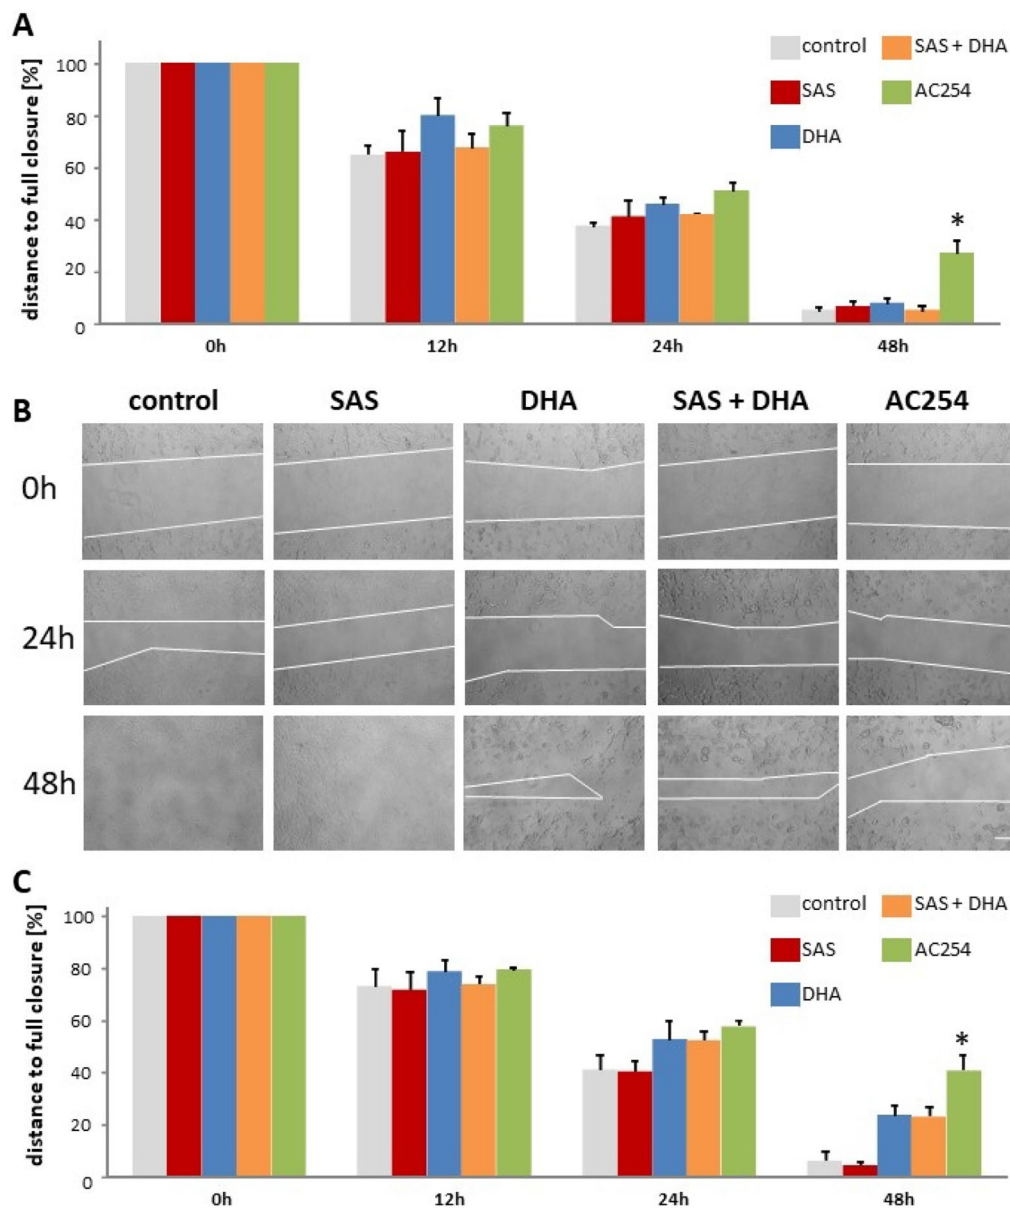 A
distance to full closure [%]
100
80
60
40
20
0
0h 12h 24h 48h
*
control SAS + DHA
SAS AC254
DHA
B
control SAS DHA SAS + DHA AC254
0h
24h
48h
C
distance to full closure [%]
100
80
60
40
20
0
0h 12h 24h 48h
*
control SAS + DHA
SAS AC254
DHA